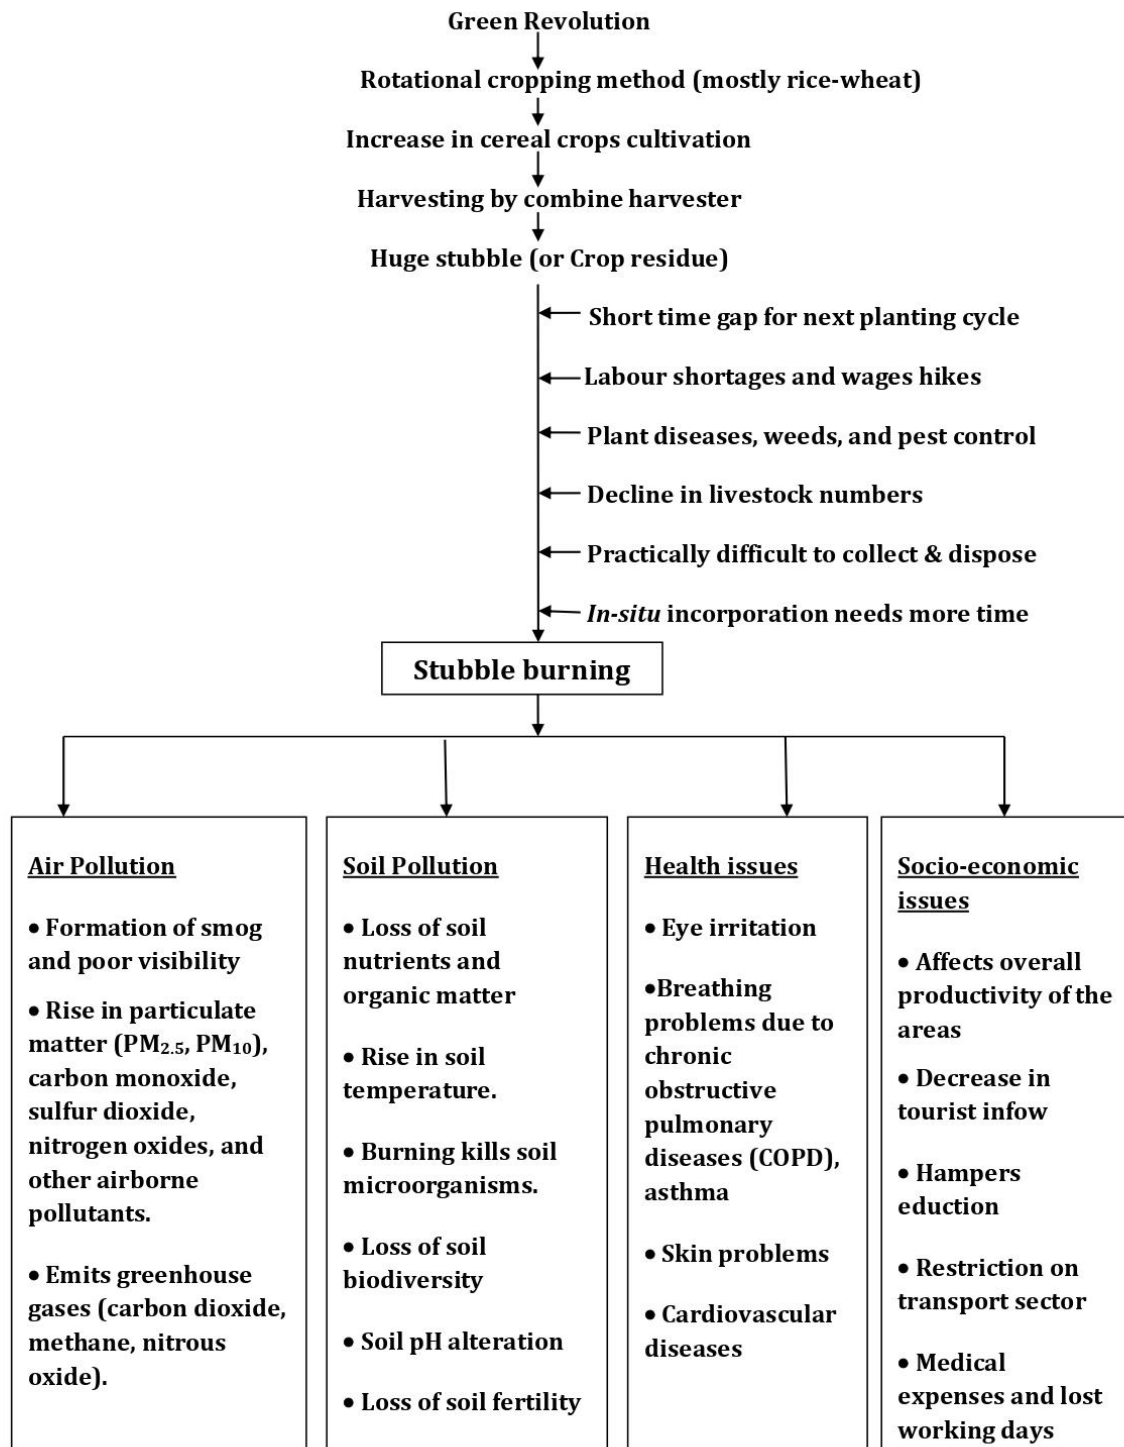 Green Revolution
Rotational cropping method (mostly rice-wheat)
Increase in cereal crops cultivation
Harvesting by combine harvester
Huge stubble (or Crop residue)
Short time gap for next planting cycle
Labour shortages and wages hikes
Plant diseases, weeds, and pest control
Decline in livestock numbers
Practically difficult to collect & dispose
In-situ incorporation needs more time
Stubble burning
Air Pollution
• Formation of smog
and poor visibility
• Rise in particulate
matter (PM2.5, PM10),
carbon monoxide,
sulfur dioxide,
nitrogen oxides, and
other airborne
pollutants.
• Emits greenhouse
gases (carbon dioxide,
methane, nitrous
oxide).
Soil Pollution
• Loss of soil
nutrients and
organic matter
• Rise in soil
temperature.
• Burning kills soil
microorganisms.
• Loss of soil
biodiversity
• Soil pH alteration
• Loss of soil fertility
Health issues
• Eye irritation
•Breathing
problems due to
chronic
obstructive
pulmonary
diseases (COPD),
asthma
• Skin problems
• Cardiovascular
diseases
Socio-economic
issues
• Affects overall
productivity of the
areas
• Decrease in
tourist infow
• Hampers
eduction
• Restriction on
transport sector
• Medical
expenses and lost
working days